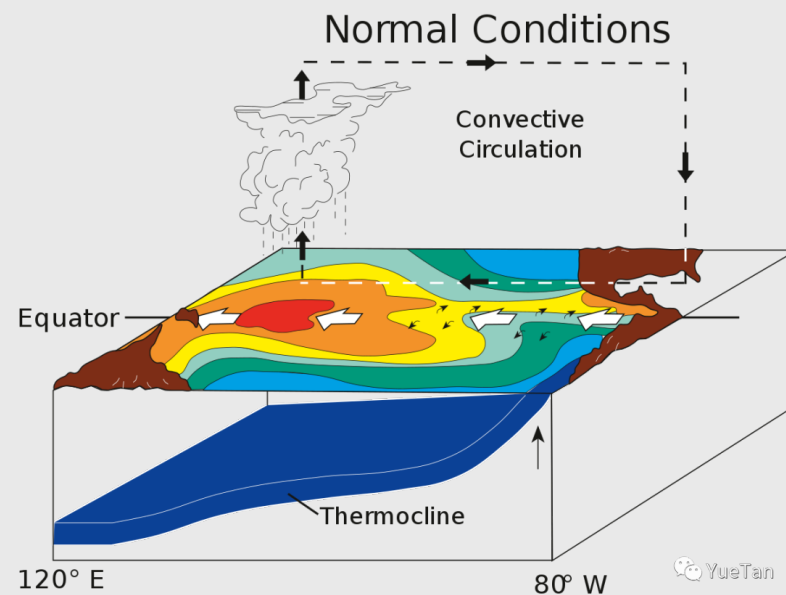 Normal Conditions
Convective
Circulation
Equator
Thermocline
120° E
80° W
YueTan